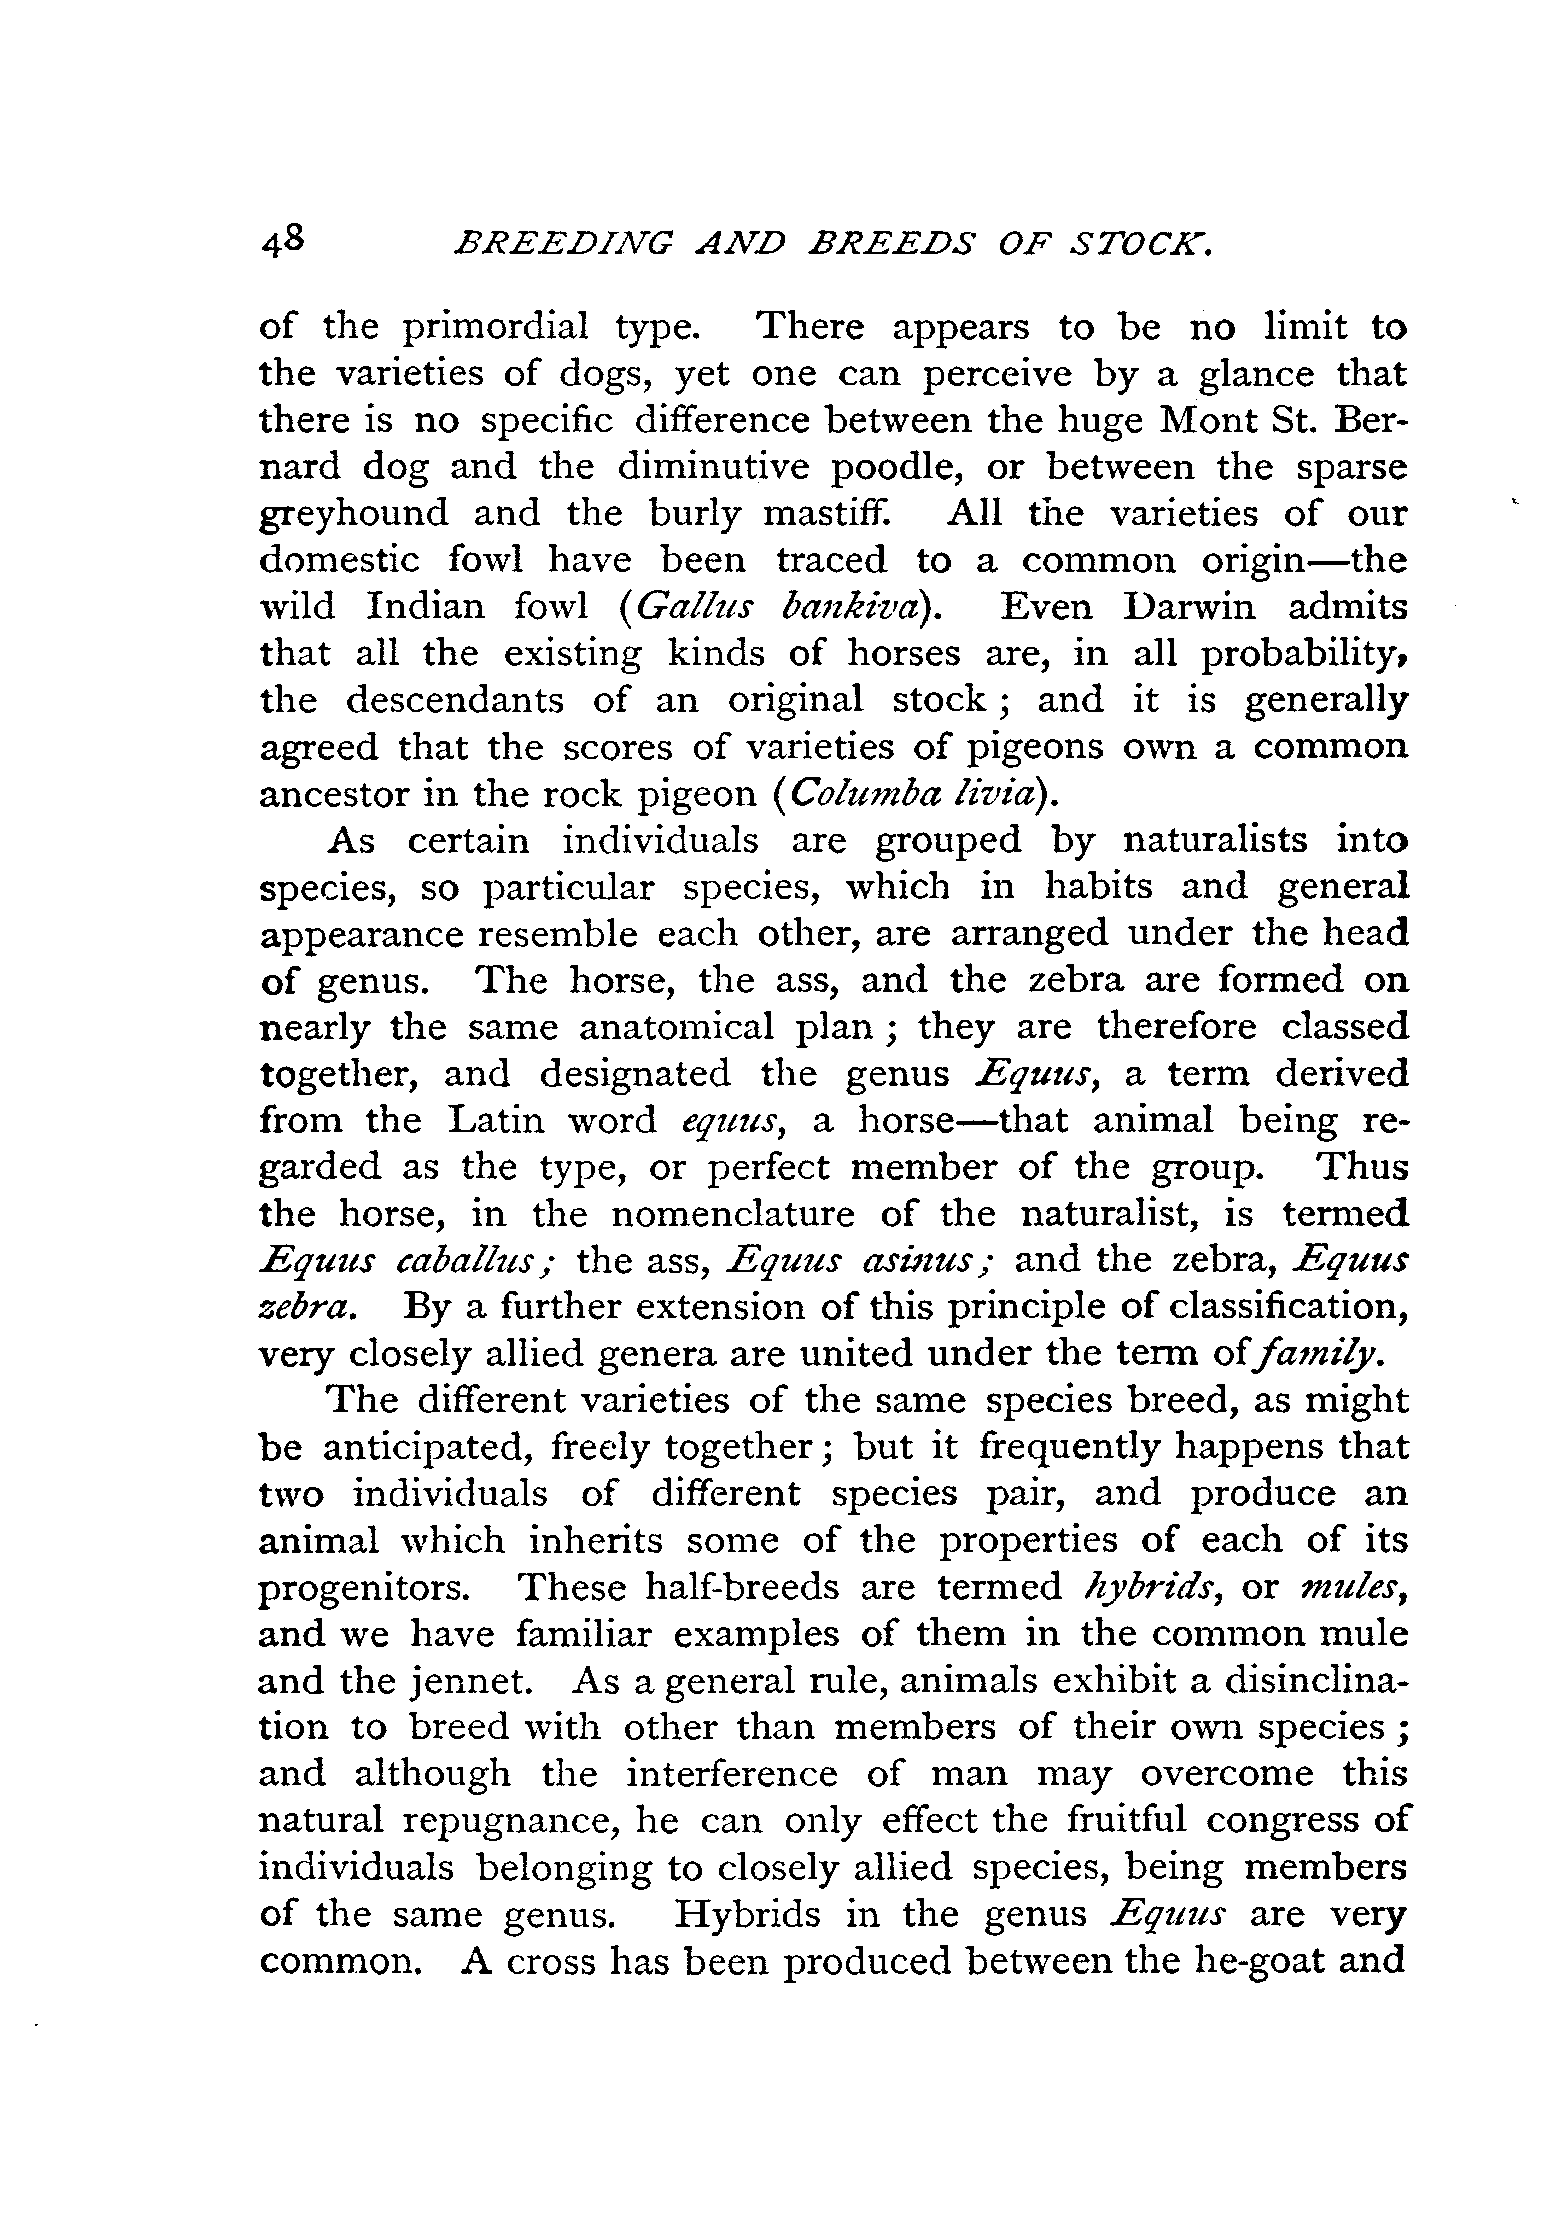 48 BREEDING AND BREEDS OF STOCK.
of the primordial type. There appears to be no limit to
the varieties of dogs, yet one can perceive by a glance that
there is no specific difference between the huge Mont St. Ber-
nard dog and the diminutive poodle, or between the sparse
greyhound and the burly mastiff. All the varieties of our
domestic fowl have been traced to a common origin—the
wild Indian fowl (Gallus bankiva). Even Darwin admits
that all the existing kinds of horses are, in all probability,
the descendants of an original stock ; and it is generally
agreed that the scores of varieties of pigeons own a common
ancestor in the rock pigeon (Columba livia).
As certain individuals are grouped by naturalists into
species, so particular species, which in habits and general
appearance resemble each other, are arranged under the head
of genus. The horse, the ass, and the zebra are formed on
nearly the same anatomical plan ; they are therefore classed
together, and designated the genus Equus, a term derived
from the Latin word equus, a horse—that animal being re-
garded as the type, or perfect member of the group. Thus
the horse, in the nomenclature of the naturalist, is termed
Equus caballus; the ass, Equus asinus; and the zebra, Equus
zebra. By a further extension of this principle of classification,
very closely allied genera are united under the term of family.
The different varieties of the same species breed, as might
be anticipated, freely together; but it frequently happens that
two individuals of different species pair, and produce an
animal which inherits some of the properties of each of its
progenitors. These half-breeds are termed hybrids, or mules,
and we have familiar examples of them in the common mule
and the jennet. As a general rule, animals exhibit a disinclina-
tion to breed with other than members of their own species ;
and although the interference of man may overcome this
natural repugnance, he can only effect the fruitful congress of
individuals belonging to closely allied species, being members
of the same genus. Hybrids in the genus Equus are very
common. A cross has been produced between the he-goat and